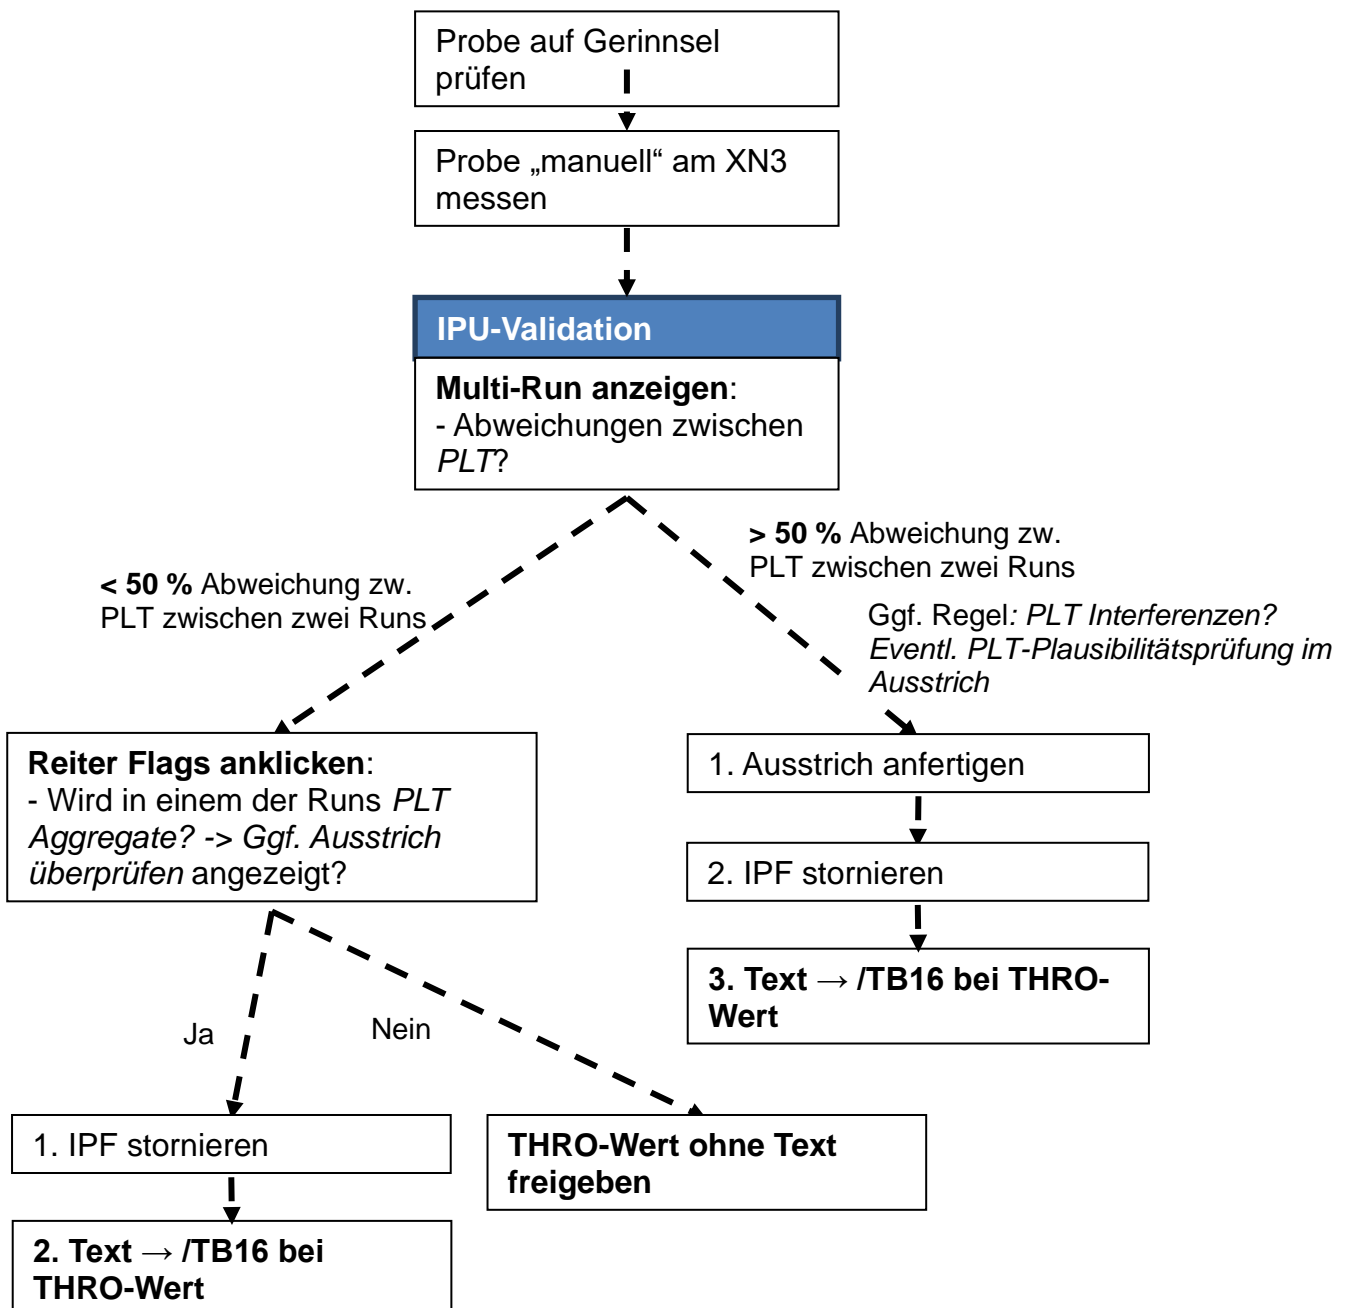 Probe auf Gerinnsel
prüfen
Probe „manuell“ am XN3
messen
IPU-Validation
Multi-Run anzeigen:
- Abweichungen zwischen
PLT?
< 50 % Abweichung zw.
PLT zwischen zwei Runs
> 50 % Abweichung zw.
PLT zwischen zwei Runs
Ggf. Regel: PLT Interferenzen?
Eventl. PLT-Plausibilitätsprüfung im
Ausstrich
Reiter Flags anklicken:
- Wird in einem der Runs PLT
Aggregate? -> Ggf. Ausstrich
überprüfen angezeigt?
1. Ausstrich anfertigen
2. IPF stornieren
3. Text → /TB16 bei THRO-
Wert
Ja
Nein
1. IPF stornieren
2. Text → /TB16 bei
THRO-Wert
THRO-Wert ohne Text
freigeben